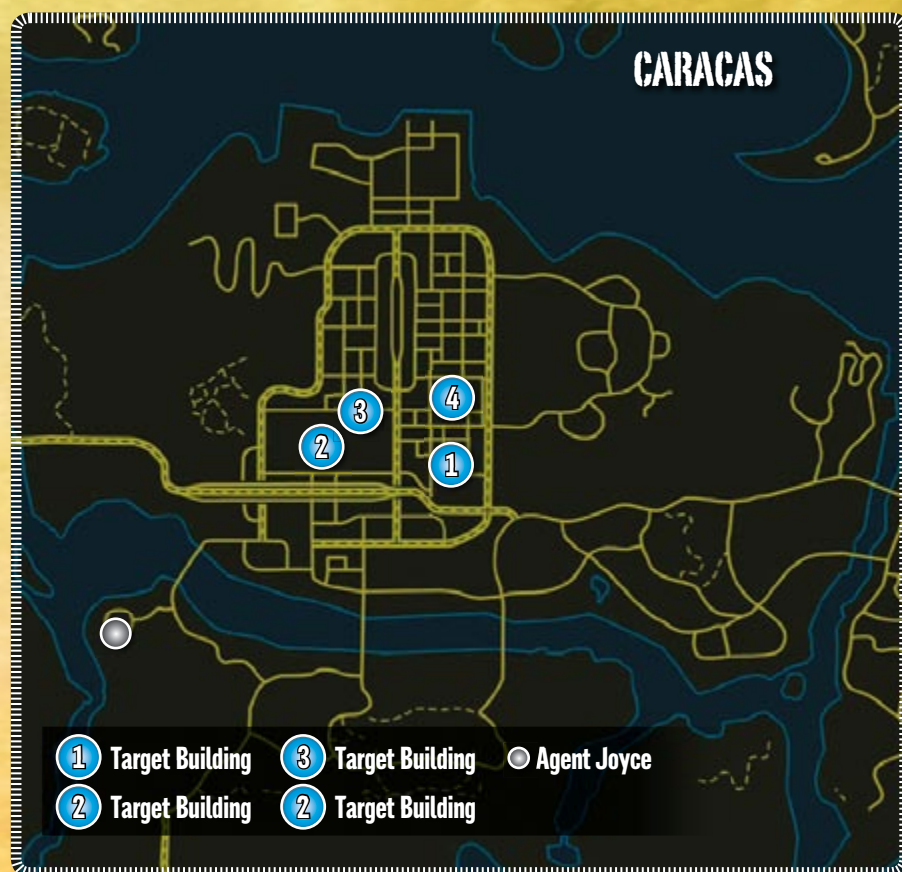 CARACAS
4
3
2
1
1 Target Building 3 Target Building Agent Joyce
2 Target Building 2 Target Building